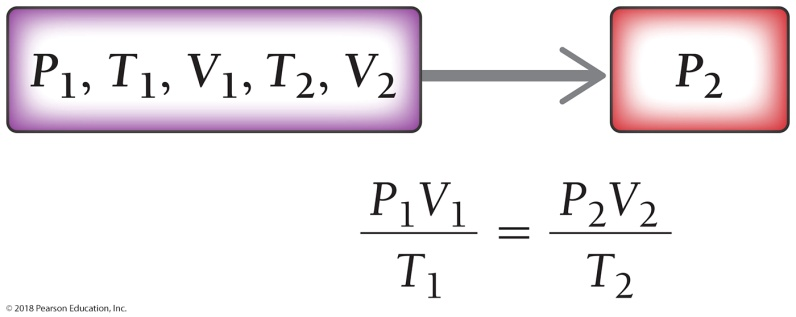 P₁, T₁, V₁, T₂, V₂
P₂
P₁V₁/T₁ = P₂V₂/T₂
© 2018 Pearson Education, Inc.